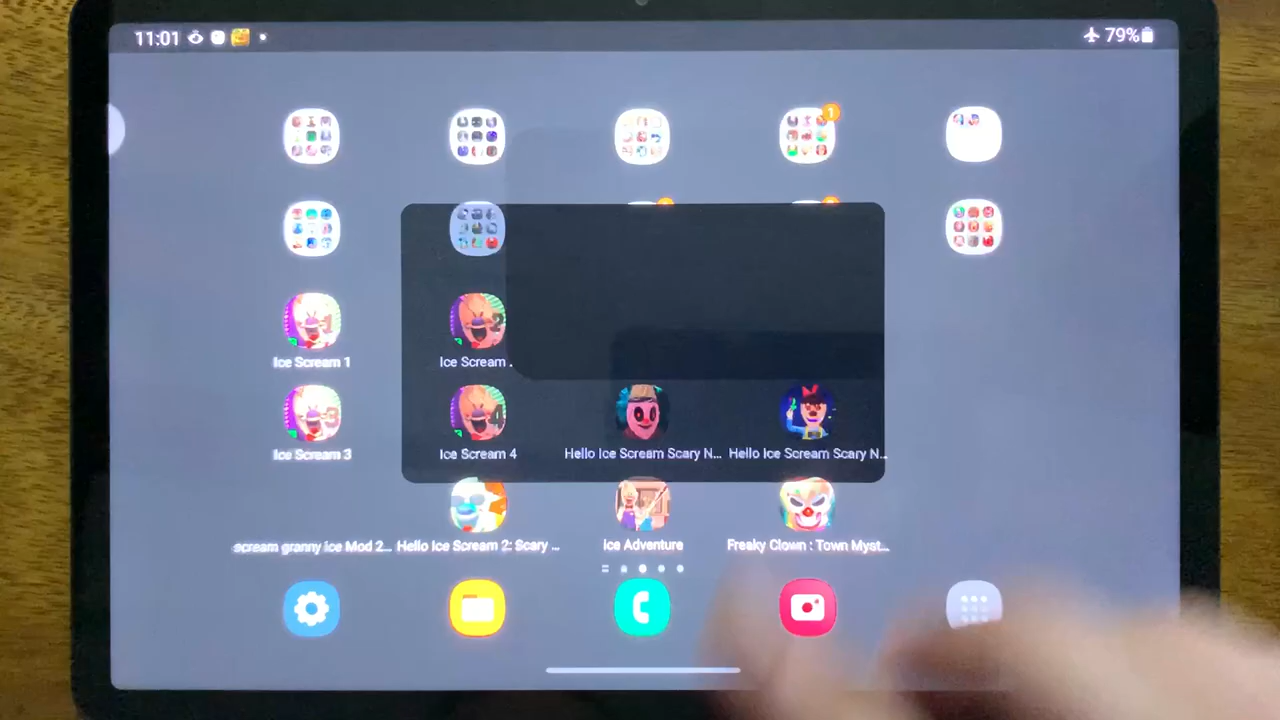 11:01
79%
1
Ice Scream 1
Ice Scream .
Ice Scream 3
Ice Scream 4
Hello Ice Scream Scary N...
Hello Ice Scream Scary N...
scream granny ice Mod 2...
Hello Ice Scream 2: Scary ...
Ice Adventure
Freaky Clown : Town Myst...